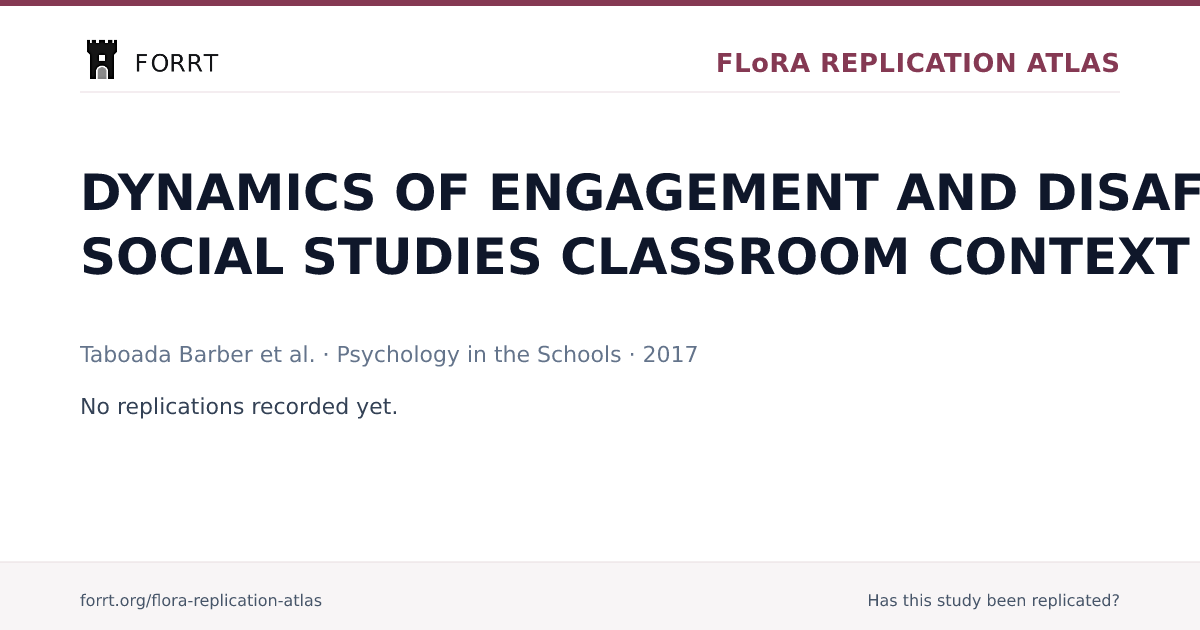 FORRT
FLoRA REPLICATION ATLAS
DYNAMICS OF ENGAGEMENT AND
SOCIAL STUDIES CLASSROOM CONTEXT
Taboada Barber et al. · Psychology in the Schools · 2017
No replications recorded yet.
forrt.org/flora-replication-atlas
Has this study been replicated?